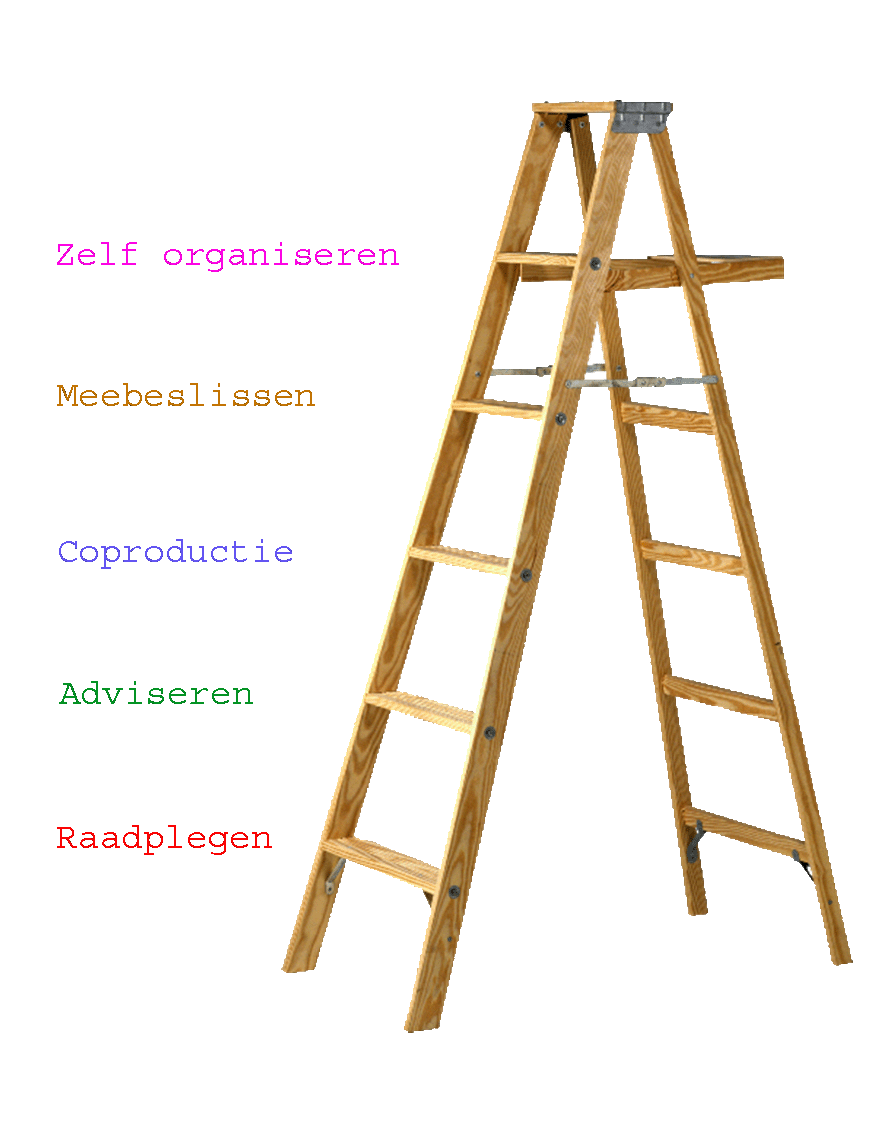 Zelf organiseren
Meebeslissen
Coproductie
Adviseren
Raadplegen